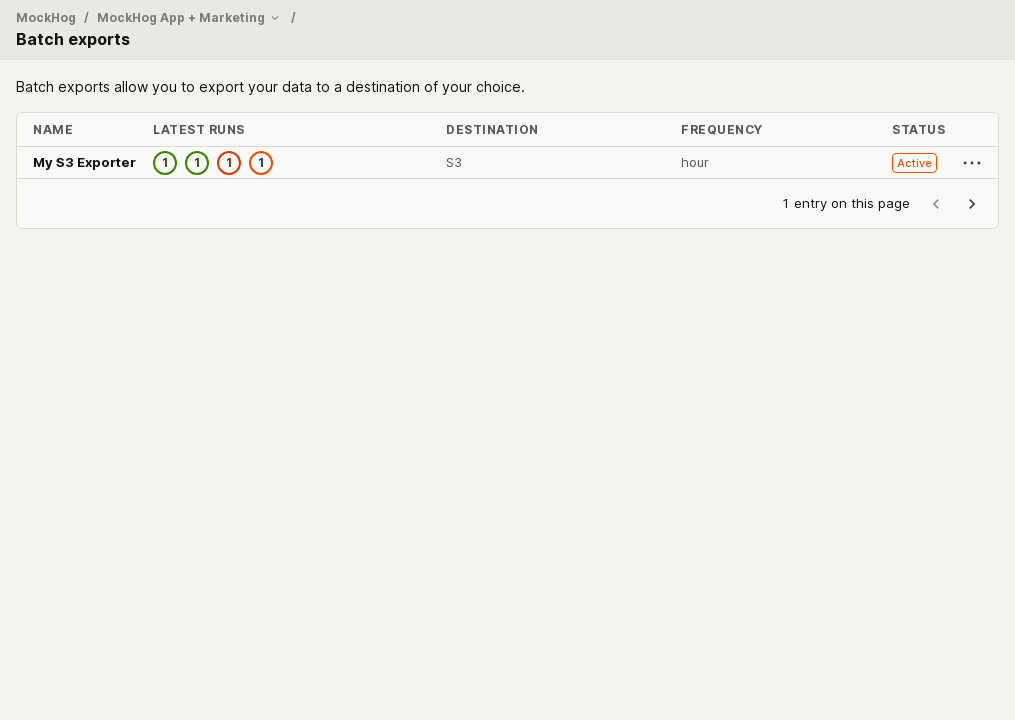 MockHog / MockHog App + Marketing /
Batch exports
Batch exports allow you to export your data to a destination of your choice.
NAME LATEST RUNS DESTINATION FREQUENCY STATUS
My S3 Exporter 1 1 1 1 S3 hour Active
1 entry on this page